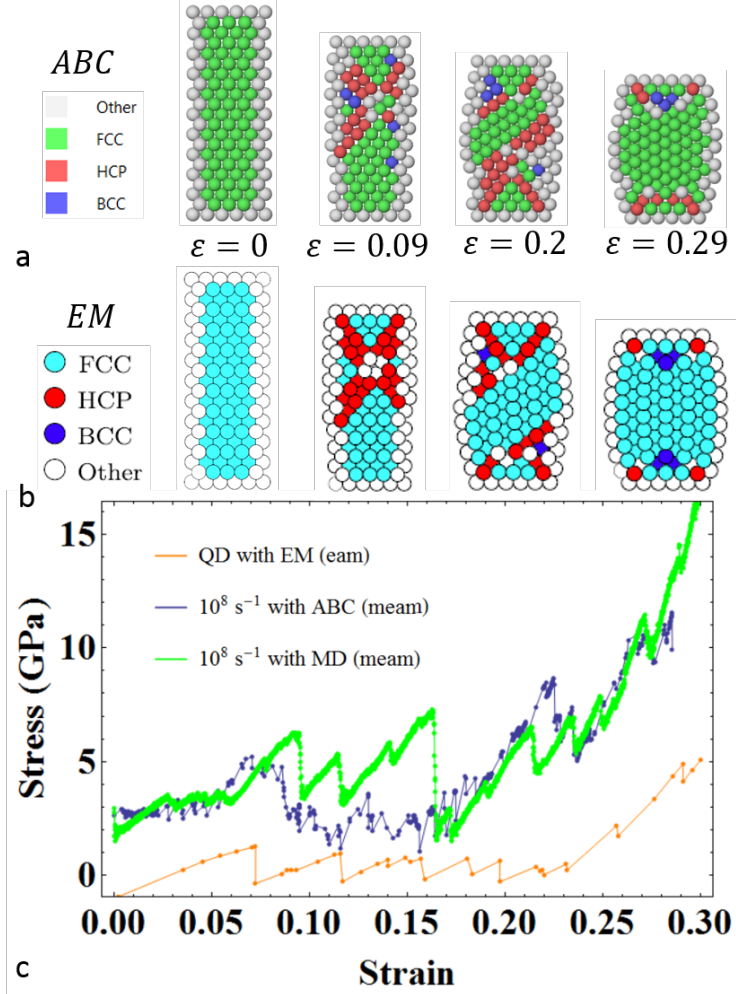 ABC
Other
FCC
HCP
BCC
a
ε = 0
ε = 0.09
ε = 0.2
ε = 0.29
EM
FCC
HCP
BCC
Other
b
QD with EM (eam)
10⁸ s⁻¹ with ABC (meam)
10⁸ s⁻¹ with MD (meam)
Stress (GPa)
15
10
5
0
0.00 0.05 0.10 0.15 0.20 0.25 0.30
Strain
c